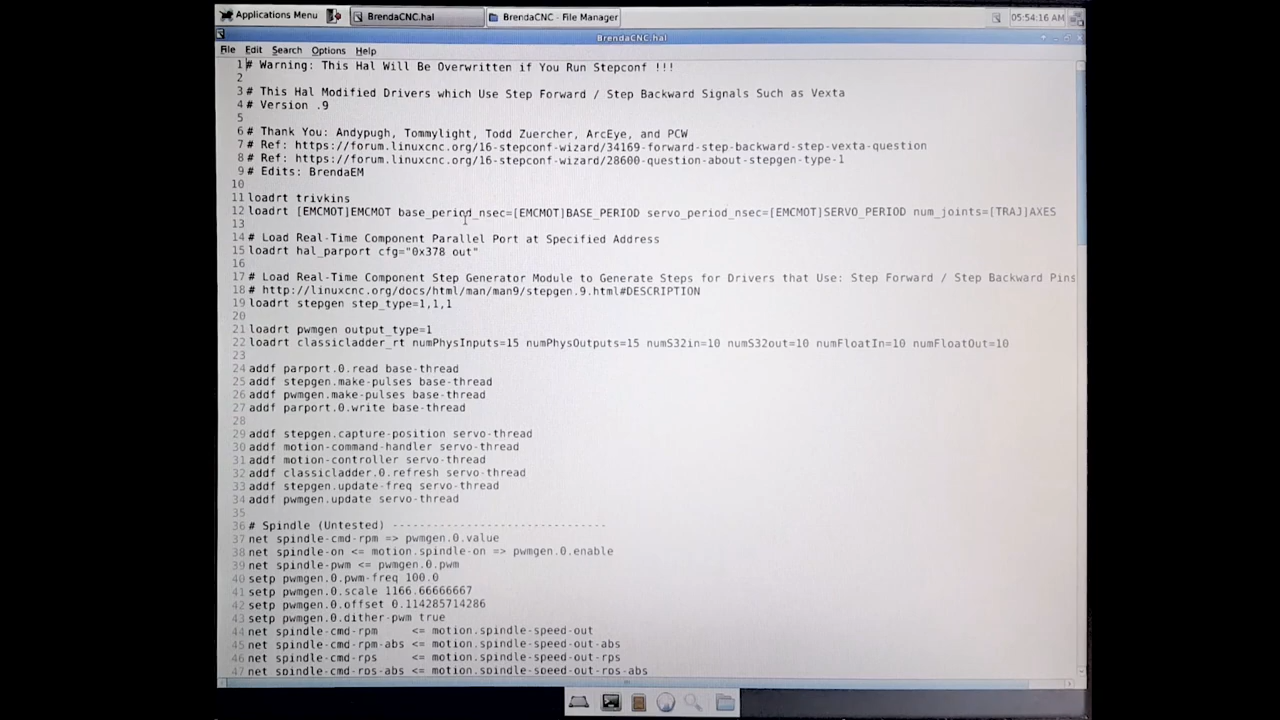 Applications Menu
BrendaCNC.hal
BrendaCNC - File Manager
05:54:16 AM
BrendaCNC.hal
File Edit Search Options Help
1 # Warning: This Hal Will Be Overwritten if You Run Stepconf !!!
2
3 # This Hal Modified Drivers which Use Step Forward / Step Backward Signals Such as Vexta
4 # Version .9
5
6 # Thank You: Andypugh, Tommylight, Todd Zuercher, ArcEye, and PCW
7 # Ref: https://forum.linuxcnc.org/16-stepconf-wizard/34169-forward-step-backward-step-vexta-question
8 # Ref: https://forum.linuxcnc.org/16-stepconf-wizard/28600-question-about-stepgen-type-1
9 # Edits: BrendaEM
10
11 loadrt trivkins
12 loadrt [EMCMOT]EMCMOT base_period_nsec=[EMCMOT]BASE_PERIOD servo_period_nsec=[EMCMOT]SERVO_PERIOD num_joints=[TRAJ]AXES
13
14 # Load Real-Time Component Parallel Port at Specified Address
15 loadrt hal_parport cfg="0x378 out"
16
17 # Load Real-Time Component Step Generator Module to Generate Steps for Drivers that Use: Step Forward / Step Backward Pins
18 # http://linuxcnc.org/docs/html/man/man9/stepgen.9.html#DESCRIPTION
19 loadrt stepgen step_type=1,1,1
20
21 loadrt pwmgen output_type=1
22 loadrt classicladder_rt numPhysInputs=15 numPhysOutputs=15 numS32in=10 numS32out=10 numFloatIn=10 numFloatOut=10
23
24 addf parport.0.read base-thread
25 addf stepgen.make-pulses base-thread
26 addf pwmgen.make-pulses base-thread
27 addf parport.0.write base-thread
28
29 addf stepgen.capture-position servo-thread
30 addf motion-command-handler servo-thread
31 addf motion-controller servo-thread
32 addf classicladder.0.refresh servo-thread
33 addf stepgen.update-freq servo-thread
34 addf pwmgen.update servo-thread
35
36 # Spindle (Untested) -------------------------------
37 net spindle-cmd-rpm => pwmgen.0.value
38 net spindle-on <= motion.spindle-on => pwmgen.0.enable
39 net spindle-pwm <= pwmgen.0.pwm
40 setp pwmgen.0.pwm-freq 100.0
41 setp pwmgen.0.scale 1166.66666667
42 setp pwmgen.0.offset 0.114285714286
43 setp pwmgen.0.dither-pwm true
44 net spindle-cmd-rpm <= motion.spindle-speed-out
45 net spindle-cmd-rpm-abs <= motion.spindle-speed-out-abs
46 net spindle-cmd-rps <= motion.spindle-speed-out-rps
47 net spindle-cmd-rps-abs <= motion.spindle-speed-out-rps-abs